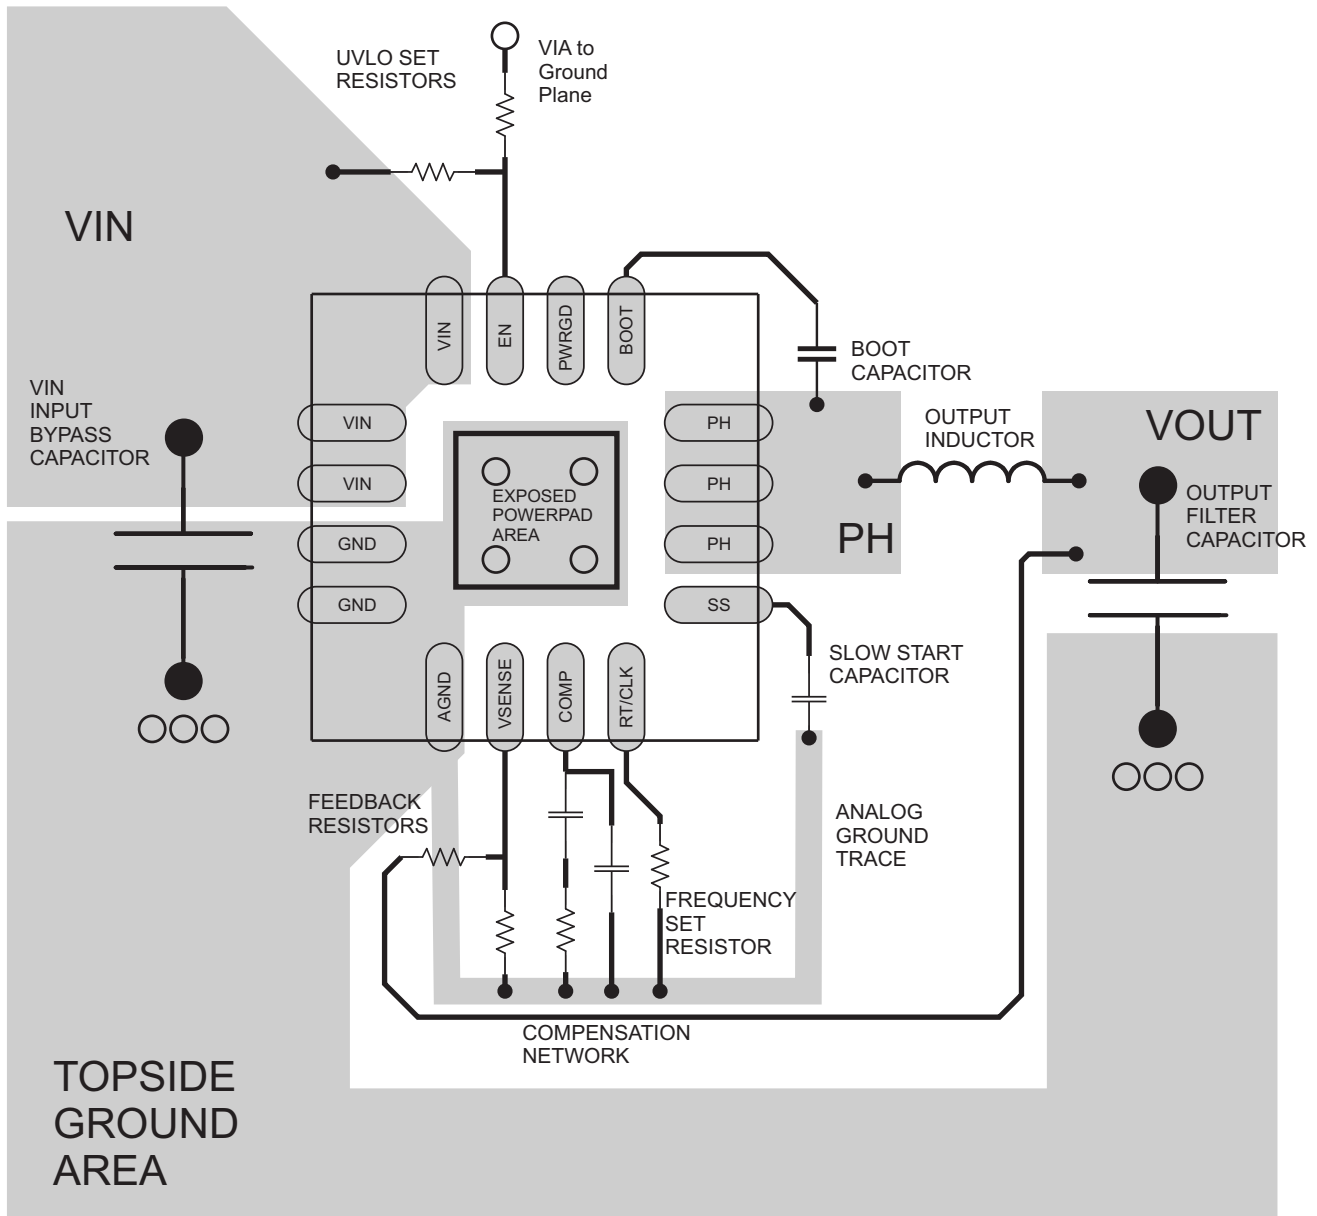 UVLO SET
RESISTORS
VIA to
Ground
Plane
VIN
VIN
EN
PWRGD
BOOT
BOOT
CAPACITOR
VIN
INPUT
BYPASS
CAPACITOR
VIN
VIN
GND
GND
EXPOSED
POWERPAD
AREA
PH
PH
PH
SS
PH
OUTPUT
INDUCTOR
VOUT
OUTPUT
FILTER
CAPACITOR
AGND
VSENSE
COMP
RT/CLK
SLOW START
CAPACITOR
FEEDBACK
RESISTORS
ANALOG
GROUND
TRACE
FREQUENCY
SET
RESISTOR
COMPENSATION
NETWORK
TOPSIDE
GROUND
AREA